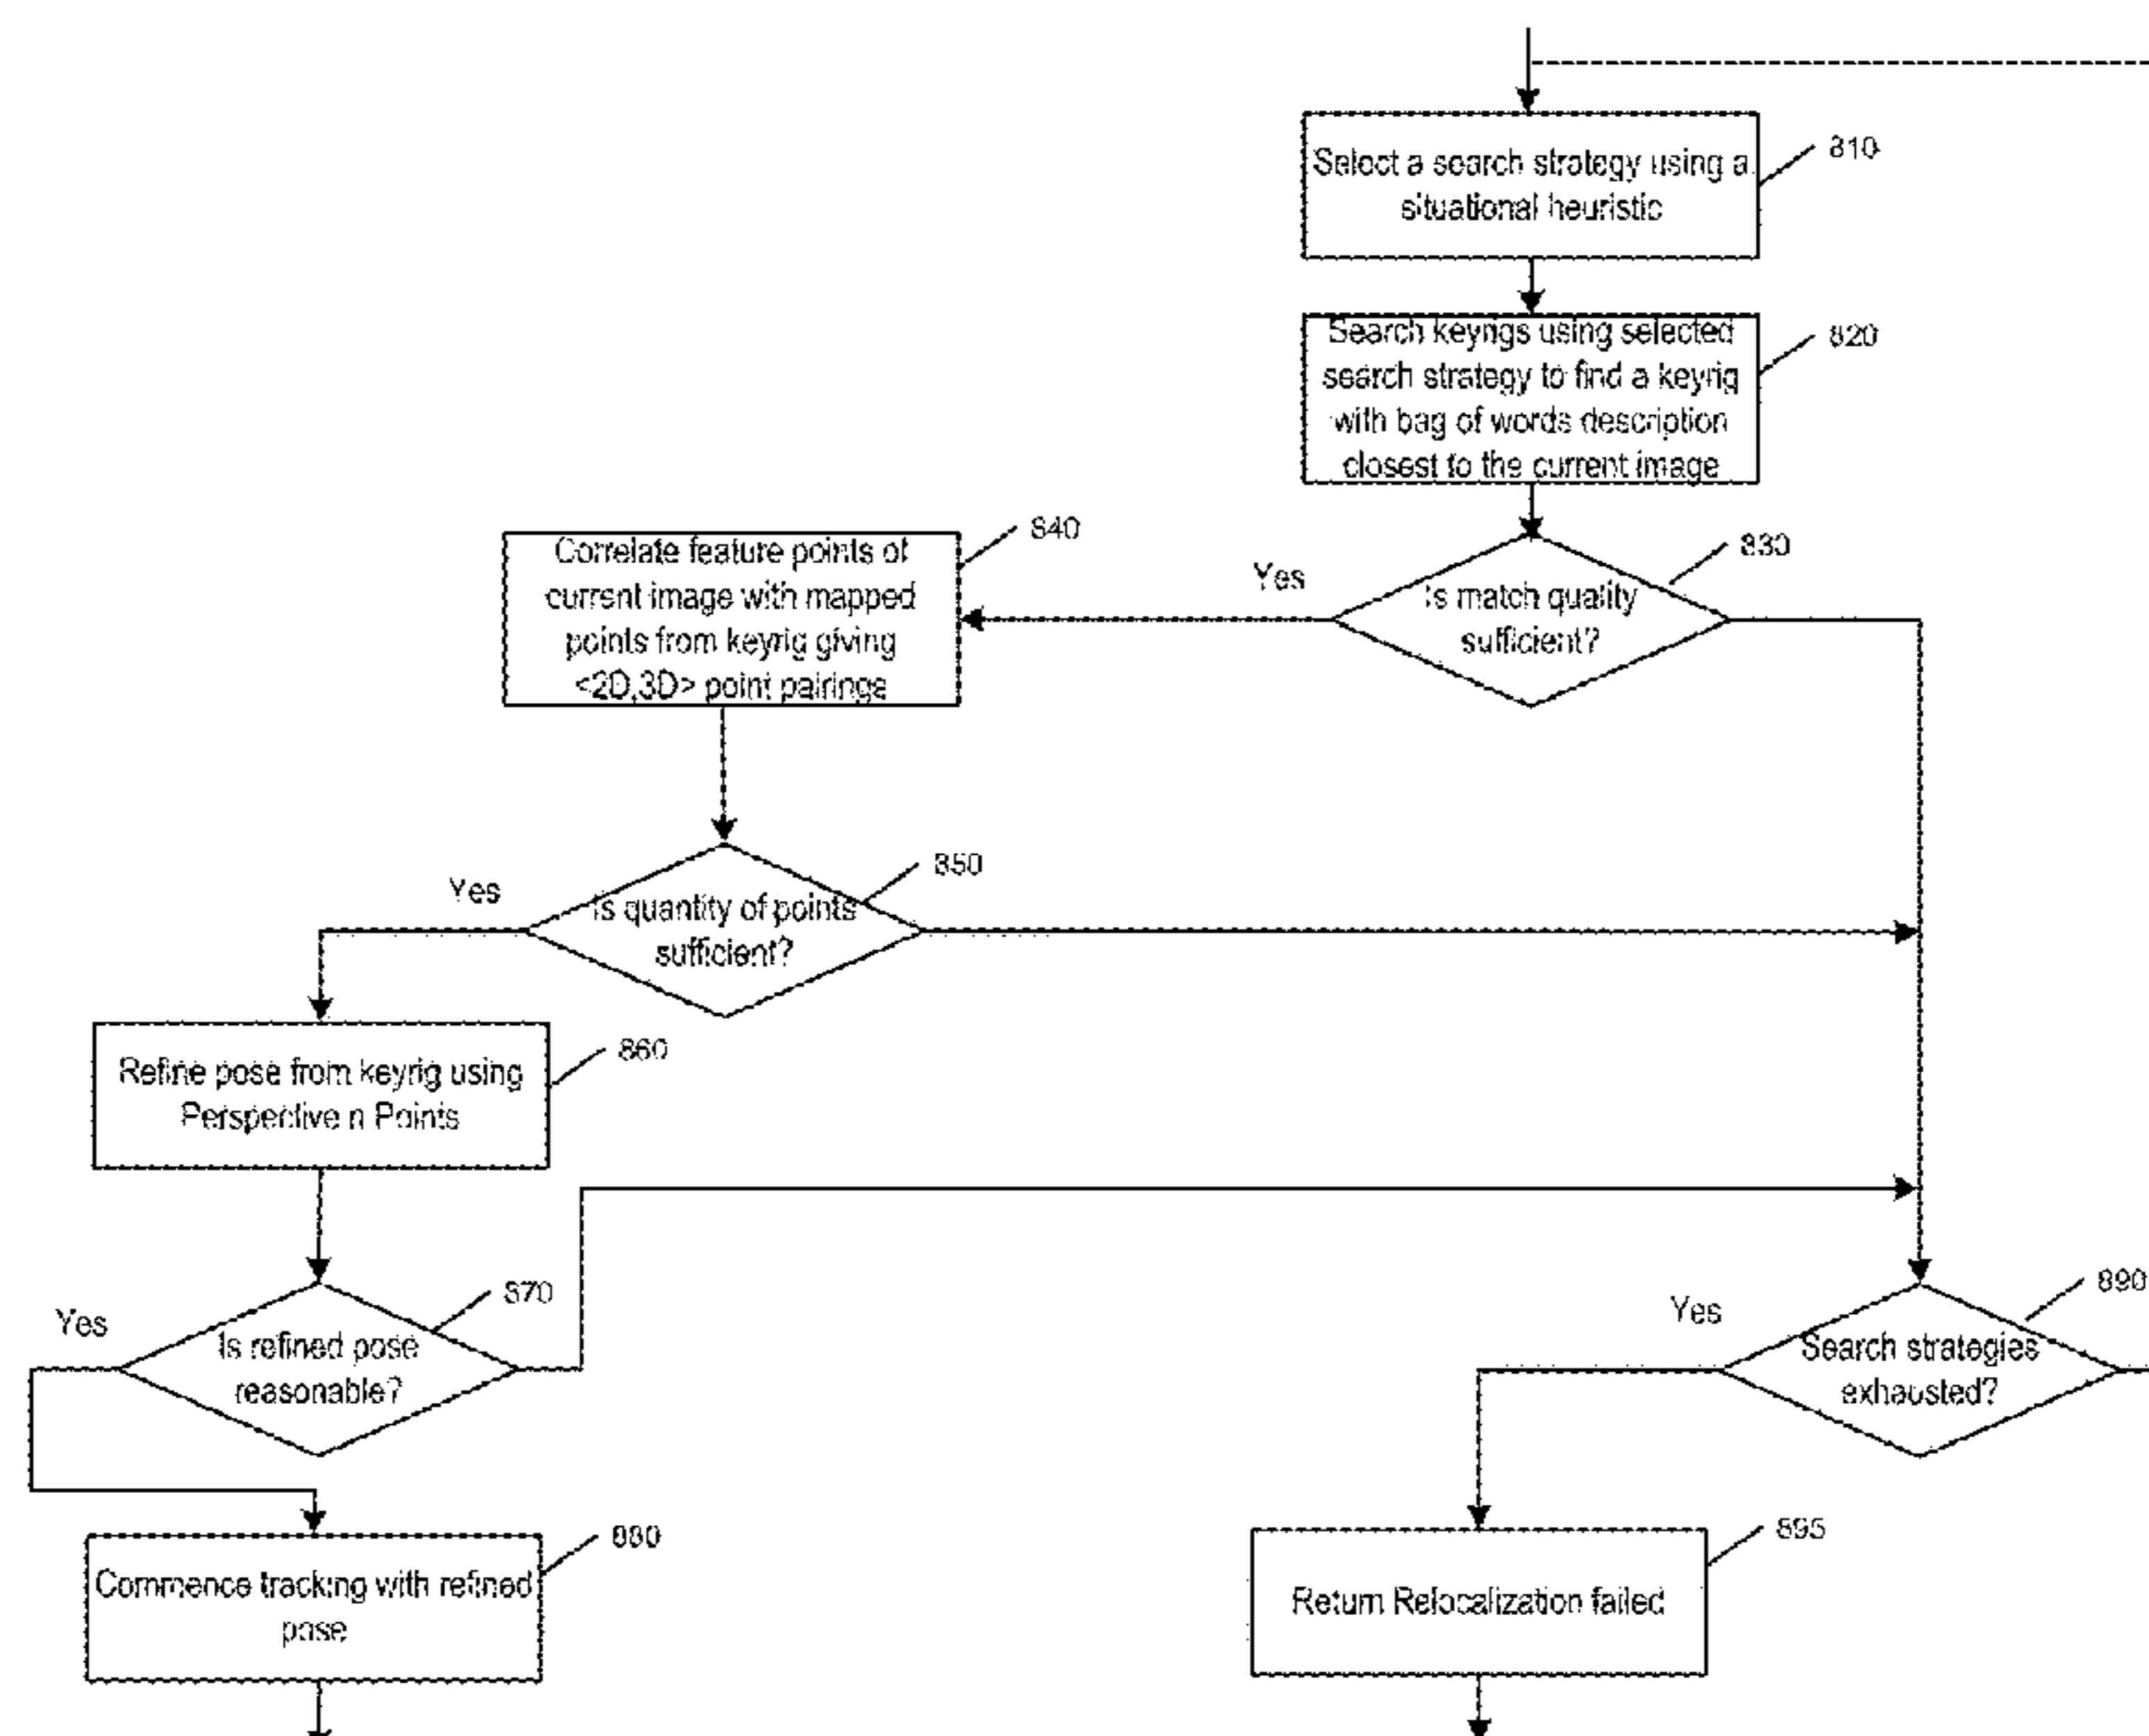 Select a search strategy using a
situational heuristic
810
Search keyrigs using selected
search strategy to find a keyrig
with bag of words description
closest to the current image
820
Is match quality
sufficient?
830
Yes
Correlate feature points of
current image with mapped
points from keyrig giving
<2D,3D> point pairings
840
Is quantity of points
sufficient?
850
Yes
Refine pose from keyrig using
Perspective n Points
860
Is refined pose
reasonable?
870
Yes
Commence tracking with refined
pose
880
Search strategies
exhausted?
890
Yes
Return Relocalization failed
895